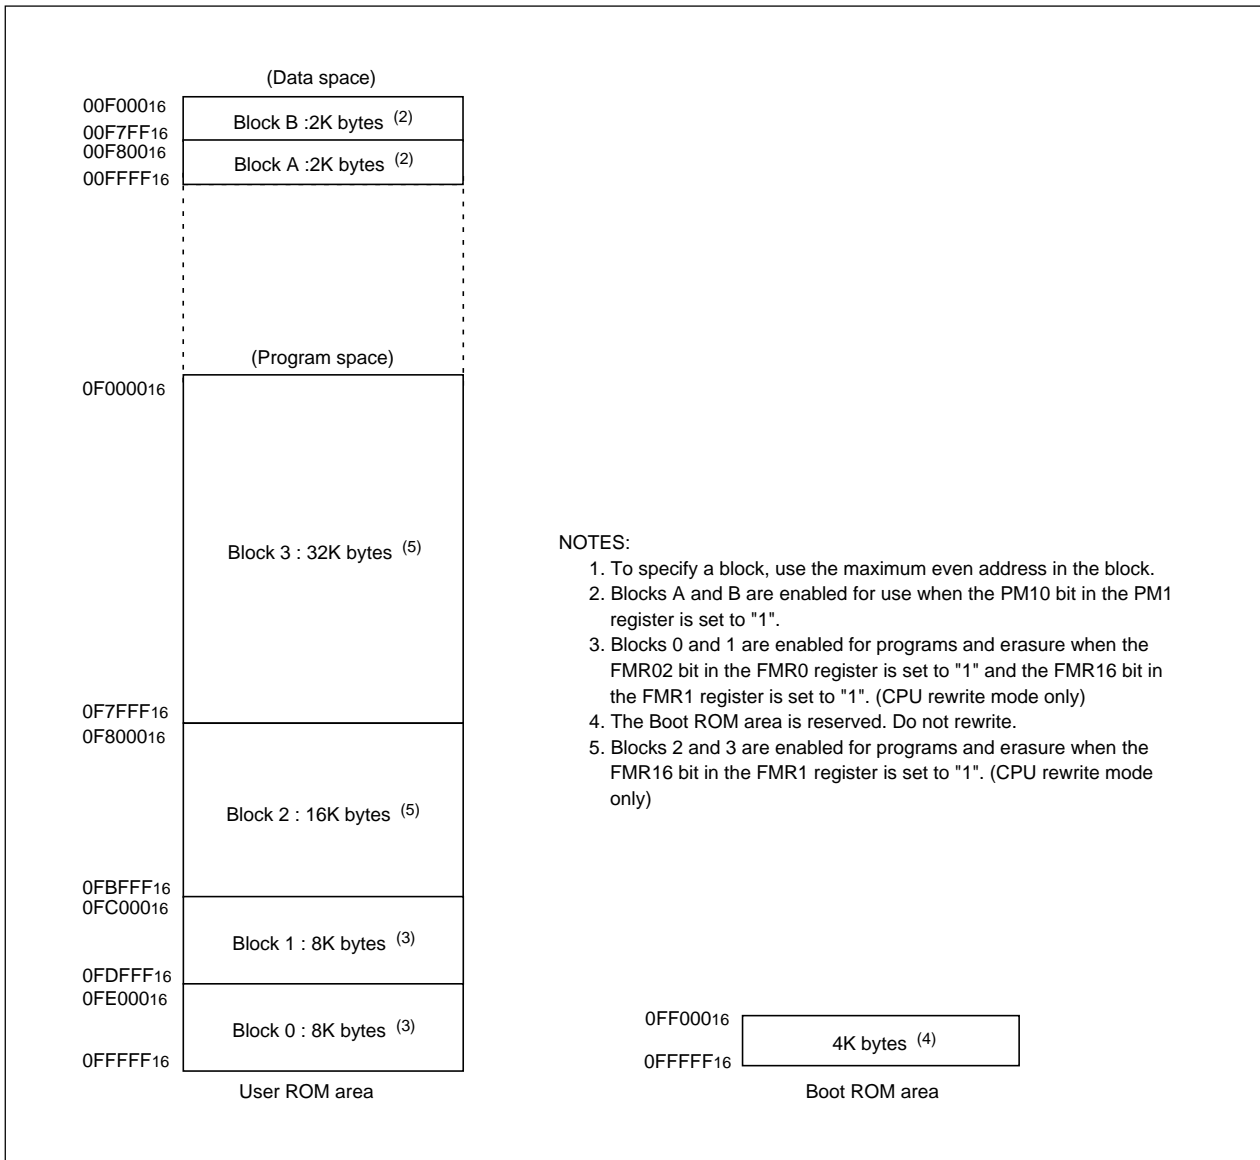 (Data space)
00F00016
Block B :2K bytes (2)
00F7FF16
00F80016
Block A :2K bytes (2)
00FFFF16
(Program space)
0F000016
Block 3 : 32K bytes (5)
0F7FFF16
0F800016
Block 2 : 16K bytes (5)
0FBFFF16
0FC00016
Block 1 : 8K bytes (3)
0FDFFF16
0FE00016
Block 0 : 8K bytes (3)
0FFFFF16
User ROM area
NOTES:
1. To specify a block, use the maximum even address in the block.
2. Blocks A and B are enabled for use when the PM10 bit in the PM1
register is set to "1".
3. Blocks 0 and 1 are enabled for programs and erasure when the
FMR02 bit in the FMR0 register is set to "1" and the FMR16 bit in
the FMR1 register is set to "1". (CPU rewrite mode only)
4. The Boot ROM area is reserved. Do not rewrite.
5. Blocks 2 and 3 are enabled for programs and erasure when the
FMR16 bit in the FMR1 register is set to "1". (CPU rewrite mode
only)
0FF00016
4K bytes (4)
0FFFFF16
Boot ROM area